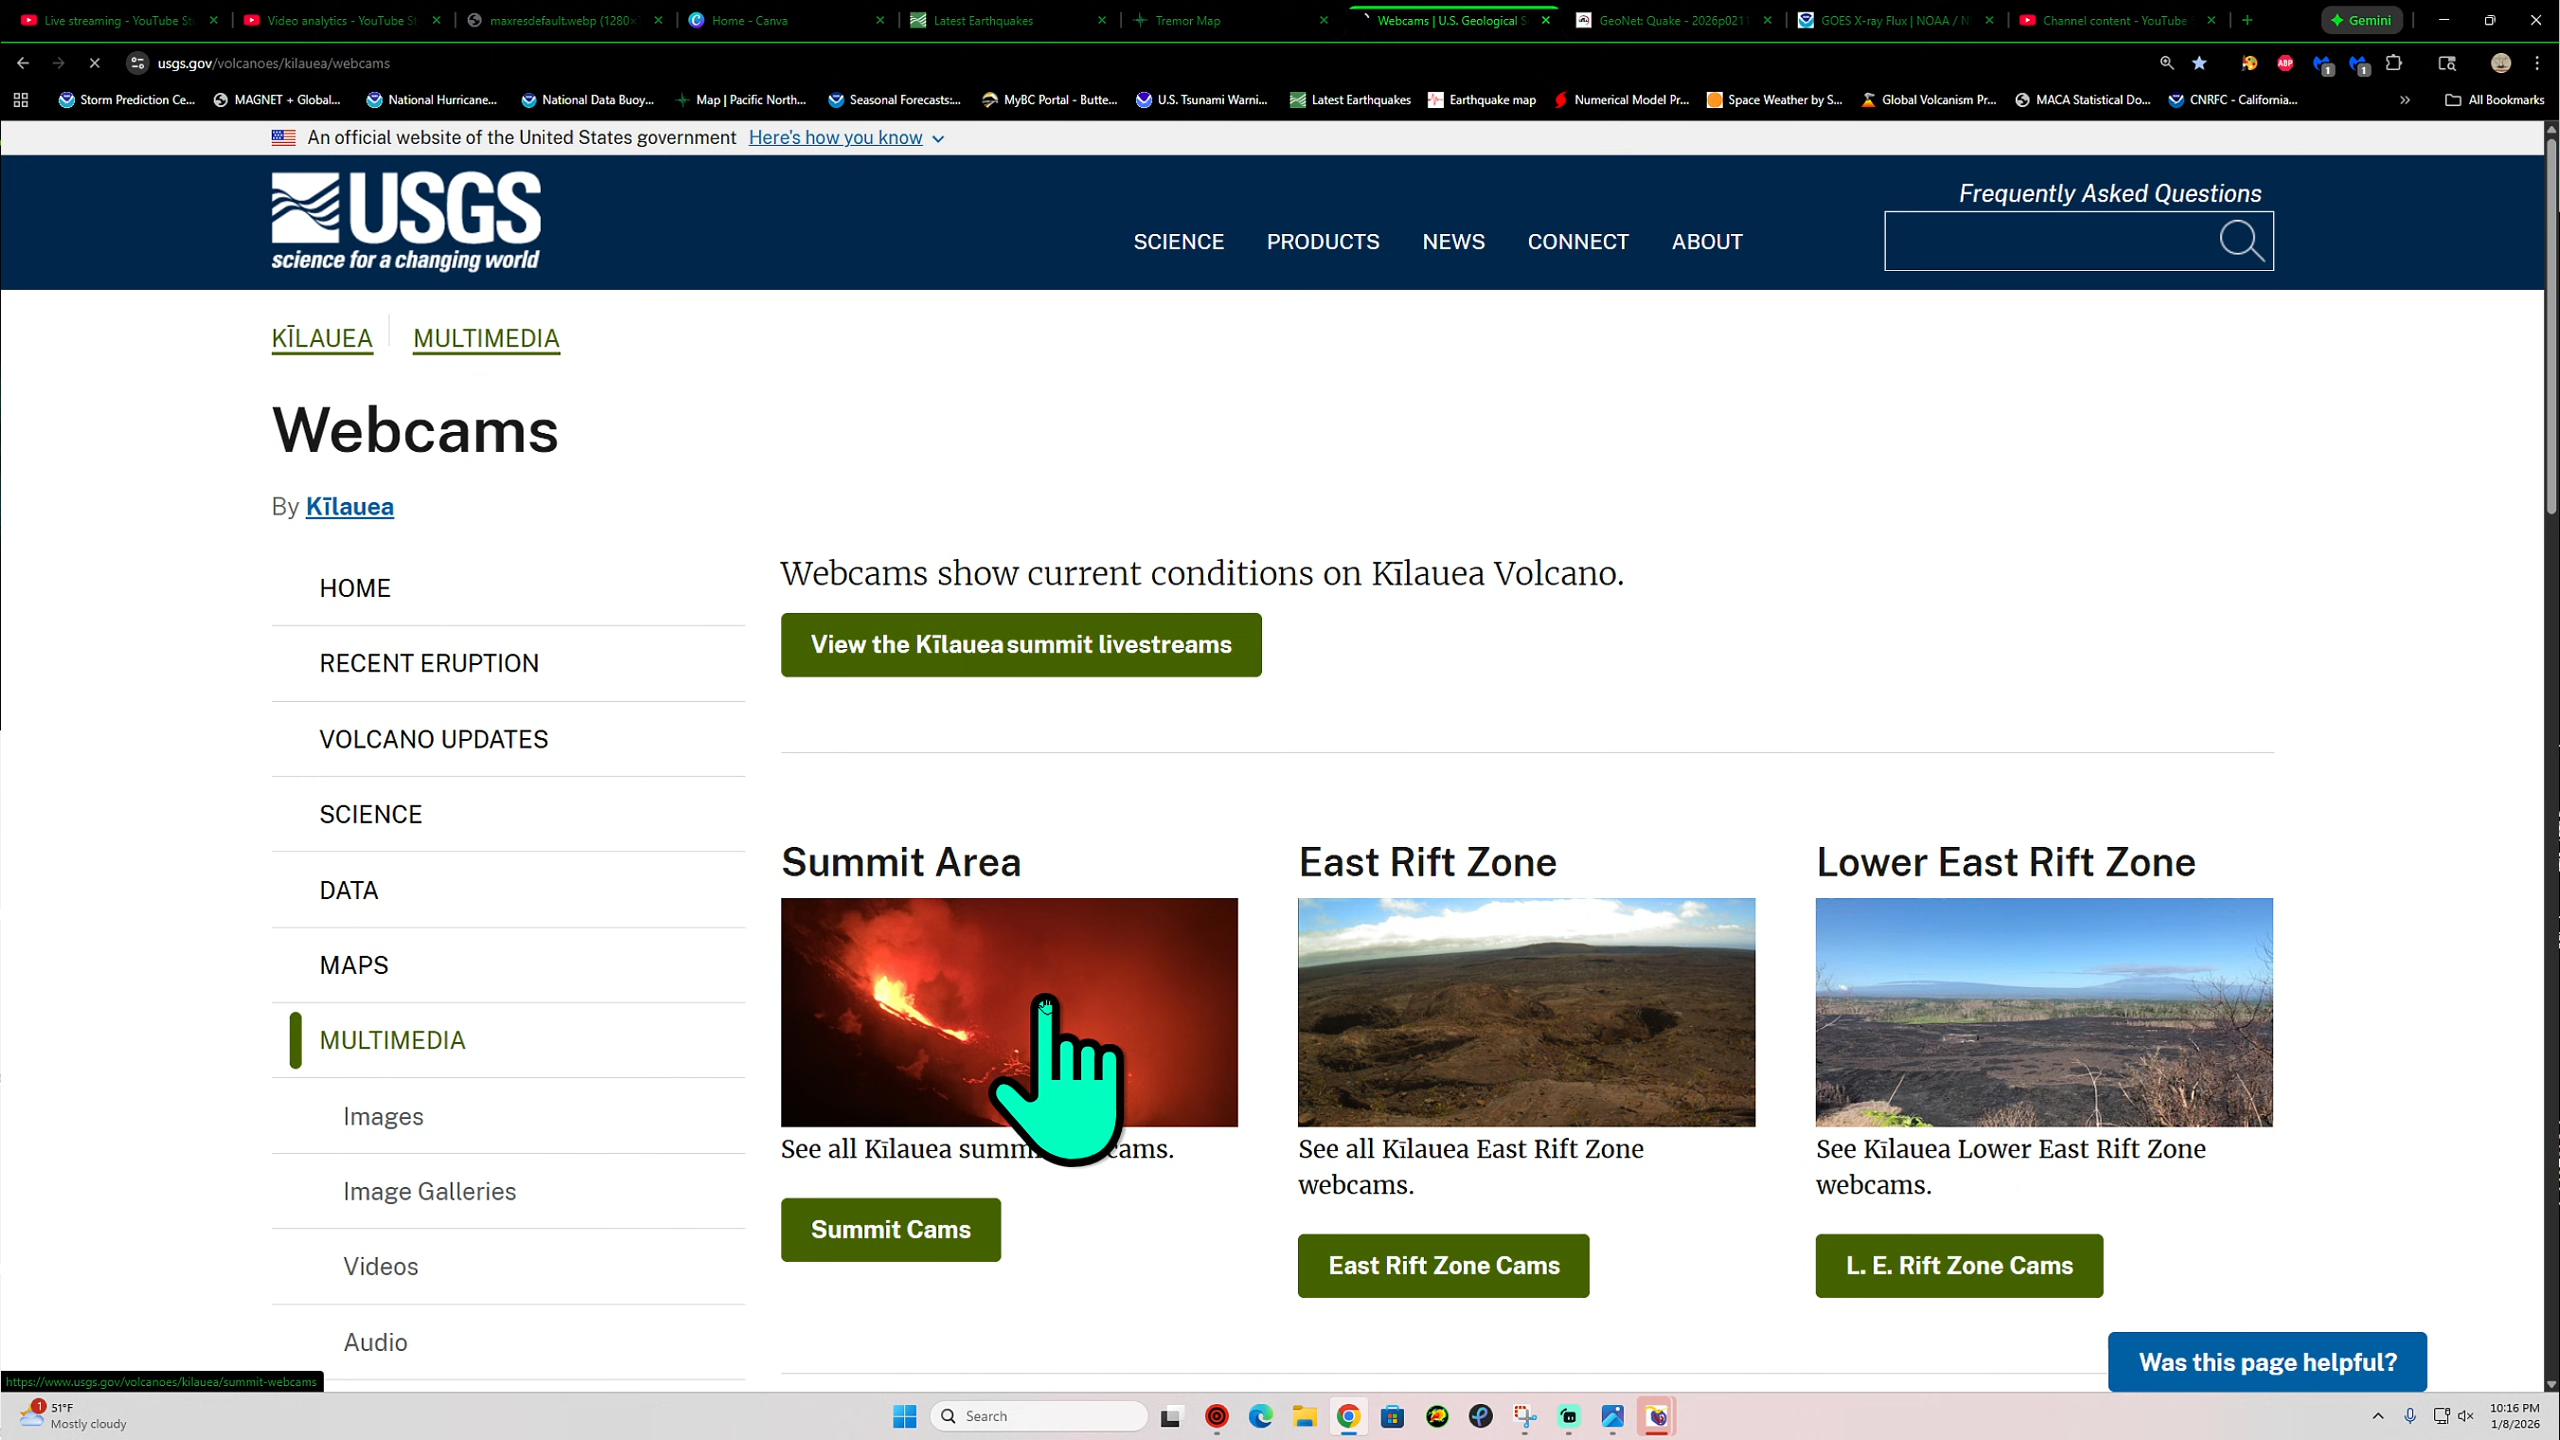 Live streaming - YouTube St
Video analytics - YouTube St
maxresdefault.webp (1280×
Home - Canva
Latest Earthquakes
Tremor Map
Webcams | U.S. Geological S
GeoNet: Quake - 2026p0211
GOES X-ray Flux | NOAA / N
Channel content - YouTube
Gemini
usgs.gov/volcanoes/kilauea/webcams
ABP
1
1
Storm Prediction Ce...
MAGNET + Global...
National Hurricane...
National Data Buoy...
Map | Pacific North...
Seasonal Forecasts:...
MyBC Portal - Butte...
U.S. Tsunami Warni...
Latest Earthquakes
Earthquake map
Numerical Model Pr...
Space Weather by S...
Global Volcanism Pr...
MACA Statistical Do...
CNRFC - California...
All Bookmarks
An official website of the United States government Here's how you know
USGS
science for a changing world
SCIENCE
PRODUCTS
NEWS
CONNECT
ABOUT
Frequently Asked Questions
KĪLAUEA
MULTIMEDIA
Webcams
By Kīlauea
HOME
RECENT ERUPTION
VOLCANO UPDATES
SCIENCE
DATA
MAPS
MULTIMEDIA
Images
Image Galleries
Videos
Audio
Webcams show current conditions on Kīlauea Volcano.
View the Kīlauea summit livestreams
Summit Area
See all Kīlauea summ cams.
Summit Cams
East Rift Zone
See all Kīlauea East Rift Zone
webcams.
East Rift Zone Cams
Lower East Rift Zone
See Kīlauea Lower East Rift Zone
webcams.
L. E. Rift Zone Cams
Was this page helpful?
https://www.usgs.gov/volcanoes/kilauea/summit-webcams
1
51°F
Mostly cloudy
Search
10:16 PM
1/8/2026